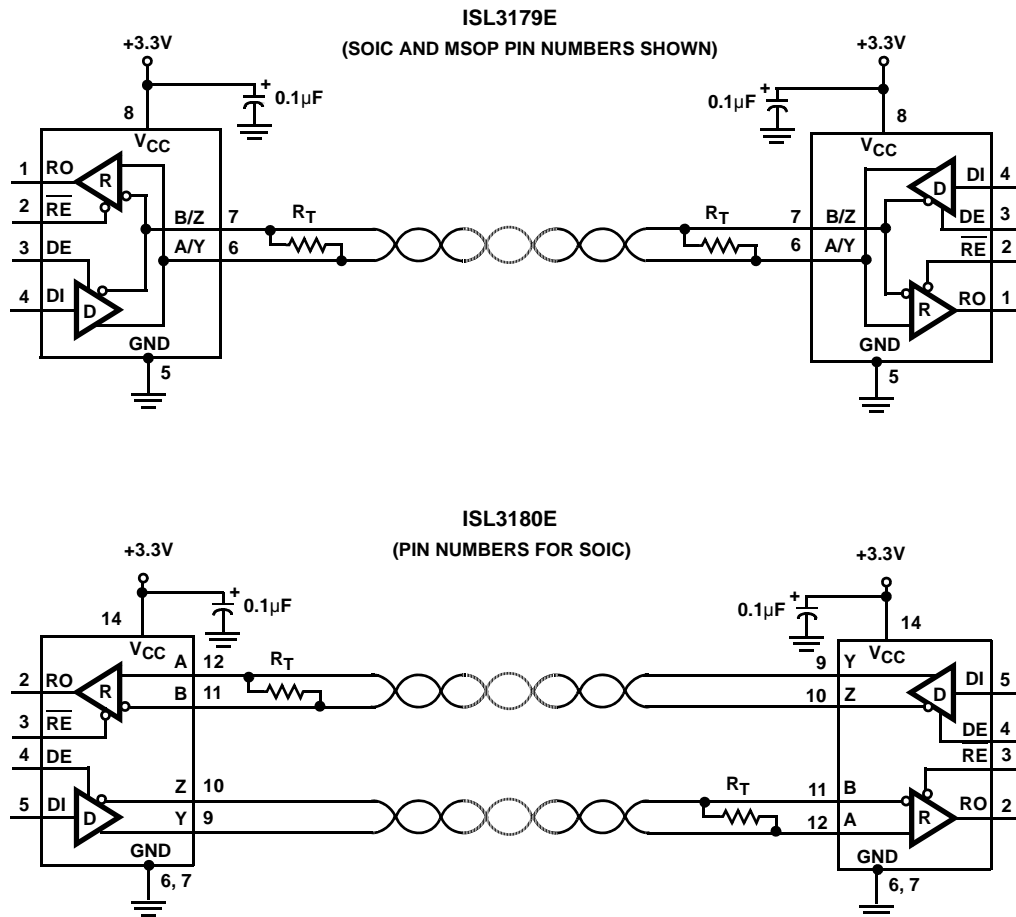 ISL3179E
(SOIC AND MSOP PIN NUMBERS SHOWN)
+3.3V
+3.3V
+
0.1µF
0.1µF
+
8
8
VCC
VCC
1 RO
R
2 RE
3 DE
4 DI
D
B/Z 7
A/Y 6
RT
RT
7 B/Z
6 A/Y
DI 4
D
DE 3
RE 2
RO 1
R
GND
5
GND
5
ISL3180E
(PIN NUMBERS FOR SOIC)
+3.3V
+3.3V
+
0.1µF
0.1µF
+
14
14
VCC
VCC
2 RO
R
3 RE
4 DE
5 DI
D
A 12
B 11
RT
9 Y
10 Z
D
DI 5
DE 4
RE 3
Z 10
Y 9
RT
11 B
12 A
R
RO 2
GND
6, 7
GND
6, 7